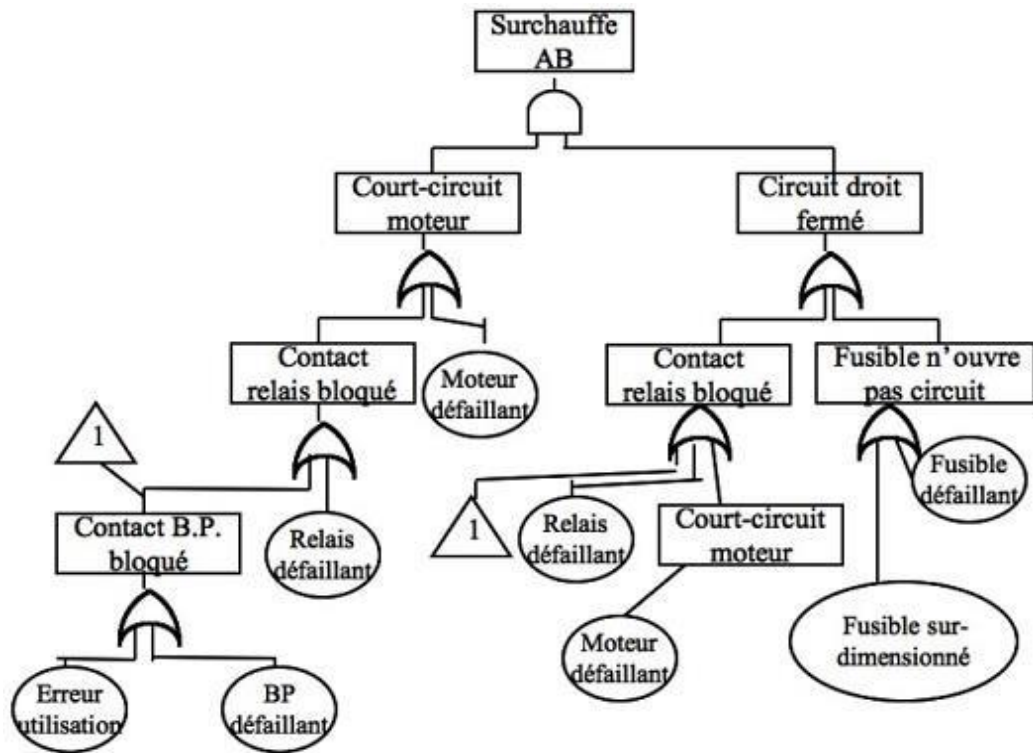 Surchauffe
AB
Court-circuit
moteur
Circuit droit
fermé
Contact
relais bloqué
Moteur
défaillant
Contact
relais bloqué
Fusible n'ouvre
pas circuit
1
Fusible
défaillant
Contact B.P.
bloqué
Relais
défaillant
1
Relais
défaillant
Court-circuit
moteur
Moteur
défaillant
Fusible sur-
dimensionné
Erreur
utilisation
BP
défaillant